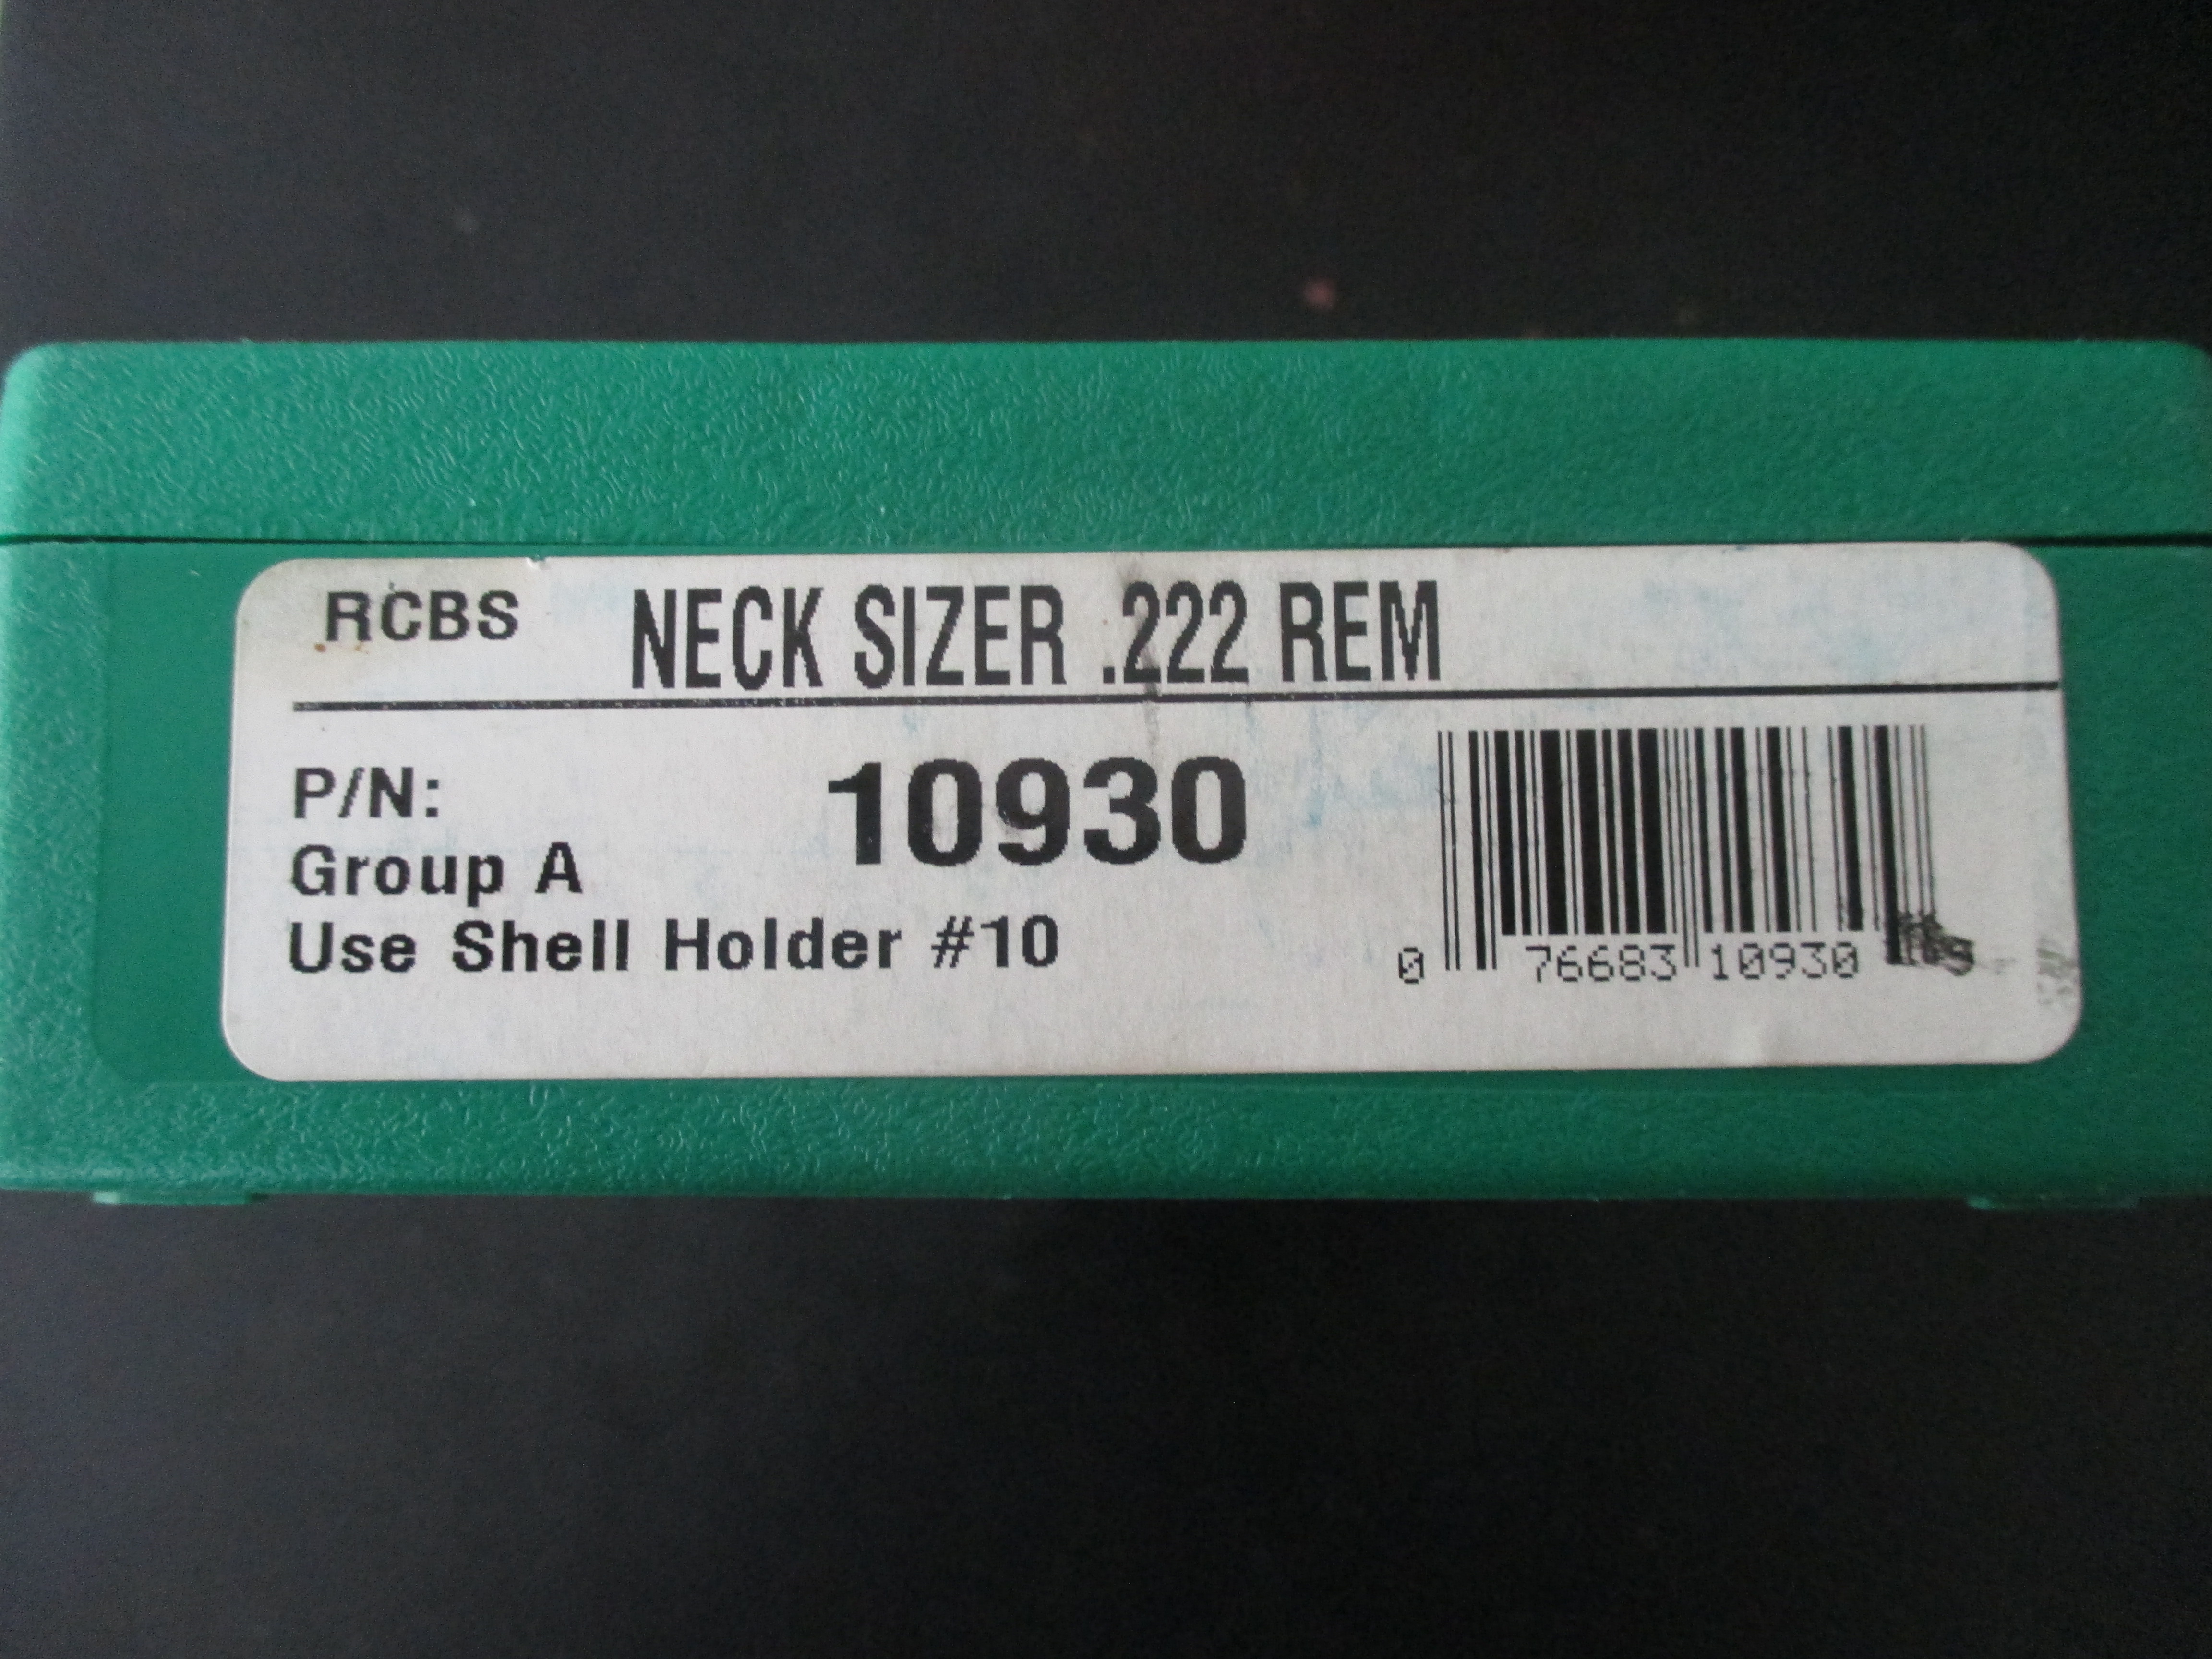 RCBS NECK SIZER .222 REM
P/N: 10930
Group A
Use Shell Holder #10
0 76683 10930